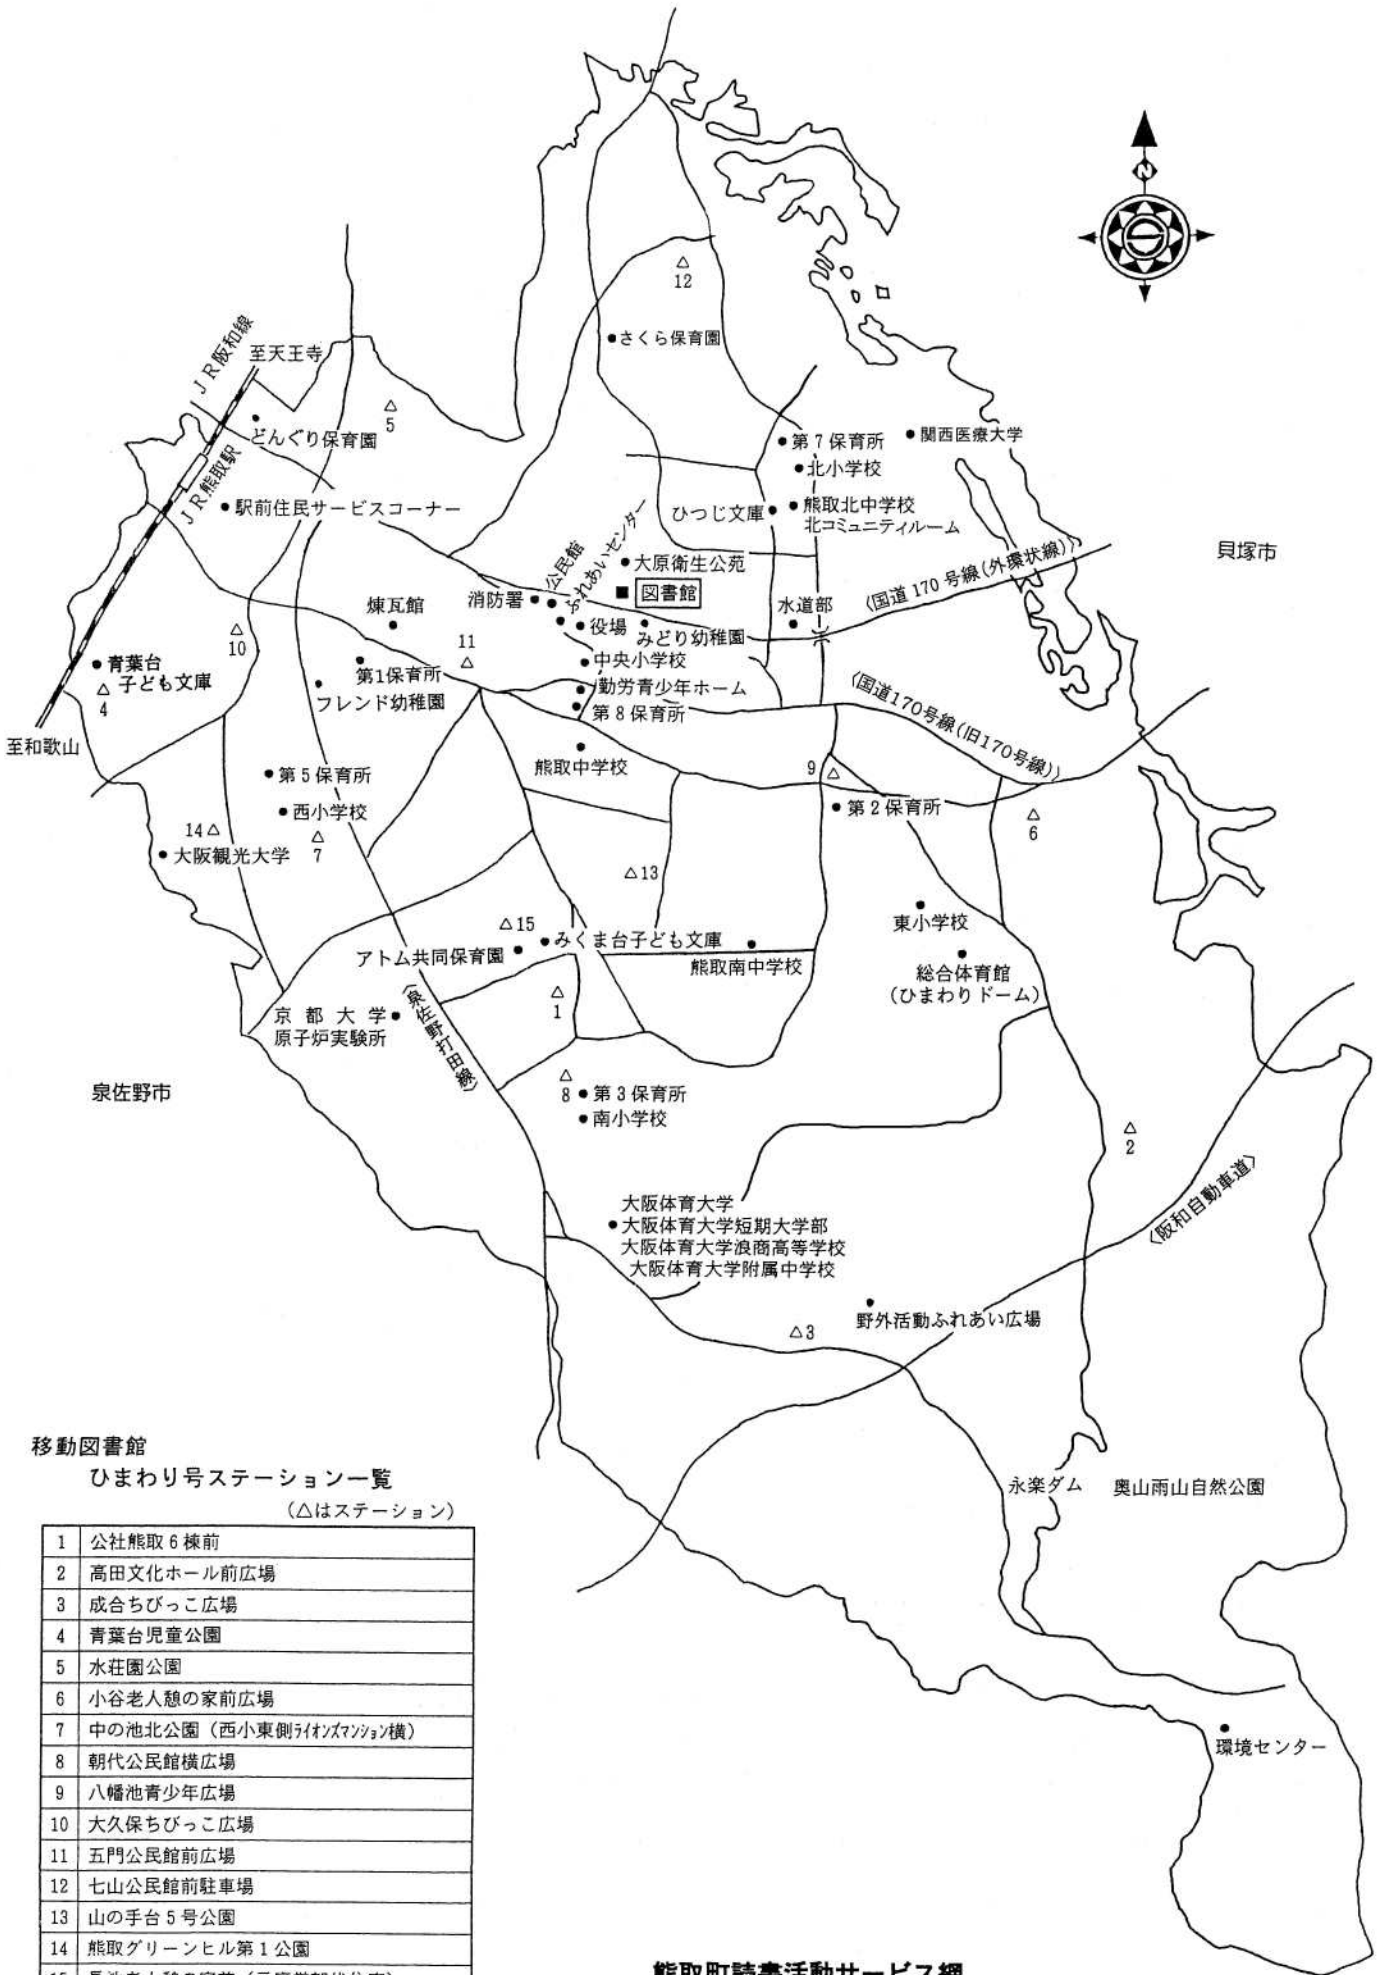 N
12
さくら保育園
JR阪和線
至天王寺
5
どんぐり保育園
JR熊取駅
駅前住民サービスコーナー
第7保育所
関西医療大学
北小学校
ひつじ文庫
熊取北中学校
北コミュニティルーム
貝塚市
〈国道170号線(外環状線)〉
公民館
ふれあいセンター
大原衛生公苑
図書館
消防署
役場
みどり幼稚園
水道部
煉瓦館
11
10
中央小学校
第1保育所
フレンド幼稚園
勤労青少年ホーム
第8保育所
〈国道170号線(旧170号線)〉
青葉台
子ども文庫
4
至和歌山
熊取中学校
第5保育所
西小学校
9
第2保育所
6
14
7
大阪観光大学
13
東小学校
15
みくま台子ども文庫
アトム共同保育園
熊取南中学校
総合体育館
(ひまわりドーム)
1
京都大学
原子炉実験所
〈泉佐野打田線〉
泉佐野市
8
第3保育所
南小学校
2
大阪体育大学
大阪体育大学短期大学部
大阪体育大学浪商高等学校
大阪体育大学附属中学校
〈阪和自動車道〉
野外活動ふれあい広場
3
永楽ダム
奥山雨山自然公園
環境センター
移動図書館
ひまわり号ステーション一覧
(△はステーション)
1 公社熊取6棟前
2 高田文化ホール前広場
3 成合ちびっこ広場
4 青葉台児童公園
5 水荘園公園
6 小谷老人憩の家前広場
7 中の池北公園(西小東側ライオンズマンション横)
8 朝代公民館横広場
9 八幡池青少年広場
10 大久保ちびっこ広場
11 五門公民館前広場
12 七山公民館前駐車場
13 山の手台5号公園
14 熊取グリーンヒル第1公園
熊取町読書活動サービス網